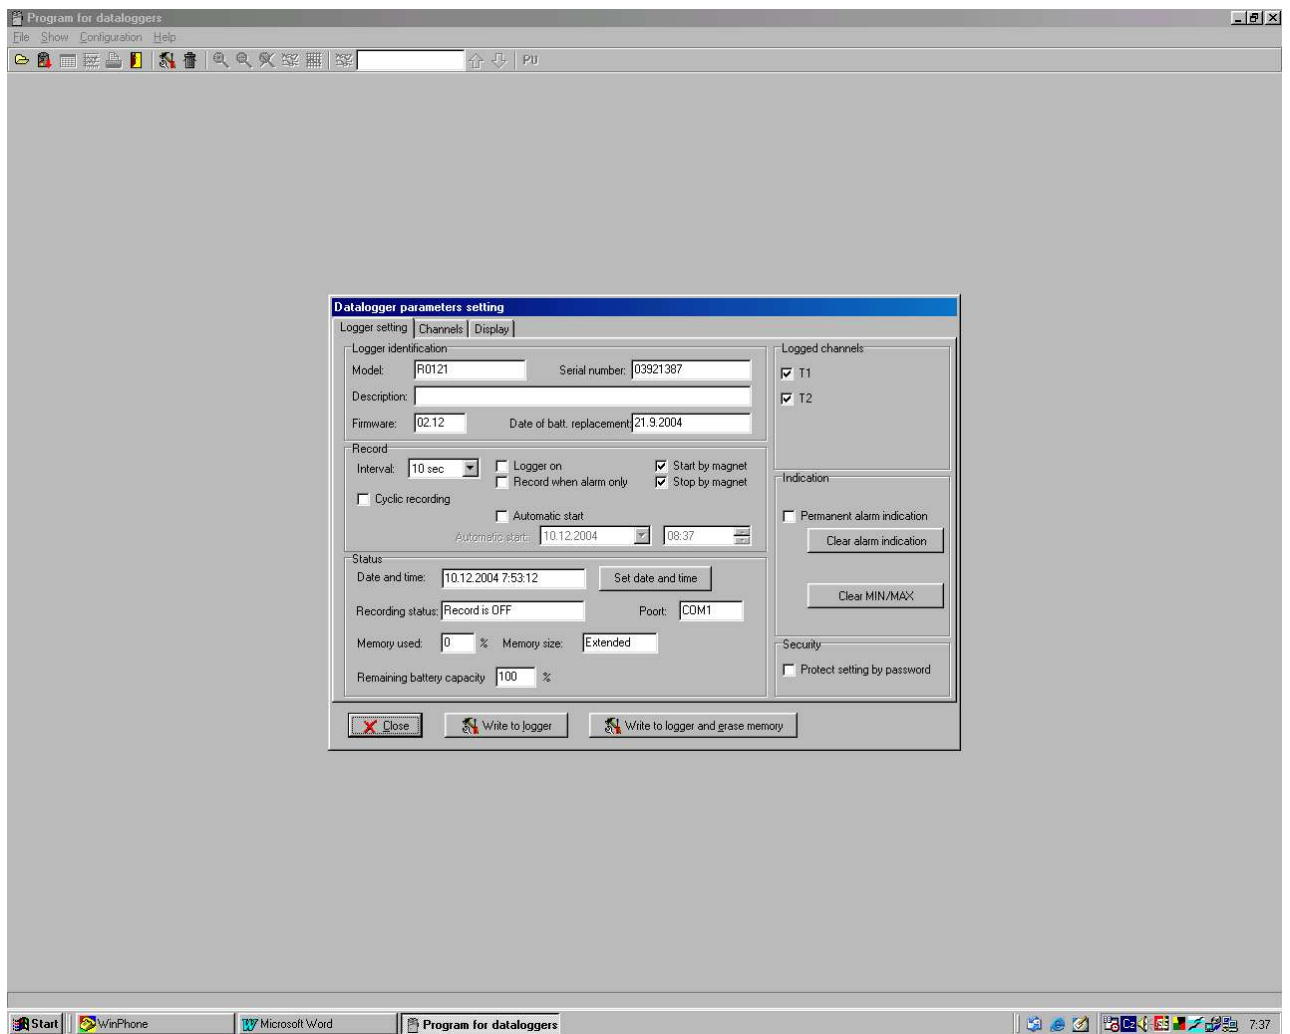 Program for dataloggers
File Show Configuration Help
PU
Datalogger parameters setting
Logger setting Channels Display
Logger identification
Model: R0121 Serial number: 03921387
Description:
Firmware: 02.12 Date of batt. replacement: 21.9.2004
Record
Interval: 10 sec Logger on Start by magnet
Record when alarm only Stop by magnet
Cyclic recording
Automatic start
Automatic start: 10.12.2004 08:37
Status
Date and time: 10.12.2004 7:53:12 Set date and time
Recording status: Record is OFF Poort: COM1
Memory used: 0 % Memory size: Extended
Remaining battery capacity 100 %
Logged channels
T1
T2
Indication
Permanent alarm indication
Clear alarm indication
Clear MIN/MAX
Security
Protect setting by password
Close Write to logger Write to logger and erase memory
Start WinPhone Microsoft Word Program for dataloggers Cz 7:37